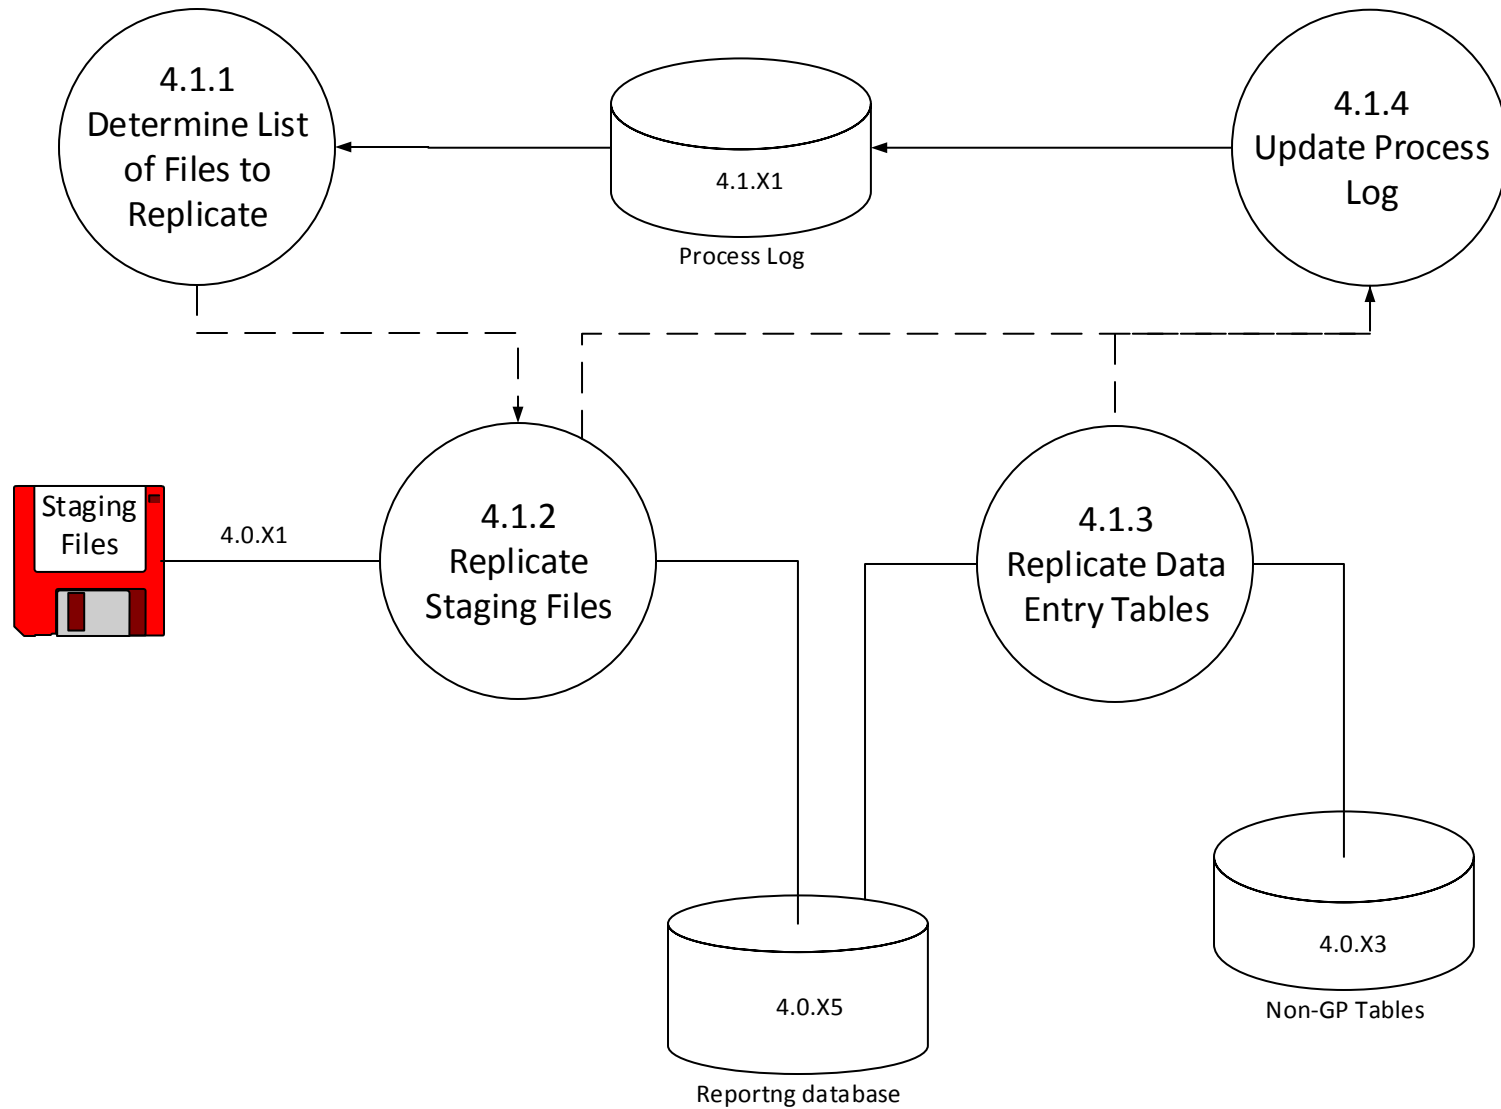 4.1.1
Determine List
of Files to
Replicate
4.1.X1
Process Log
4.1.4
Update Process
Log
Staging
Files
4.0.X1
4.1.2
Replicate
Staging Files
4.1.3
Replicate Data
Entry Tables
4.0.X5
Reportng database
4.0.X3
Non-GP Tables